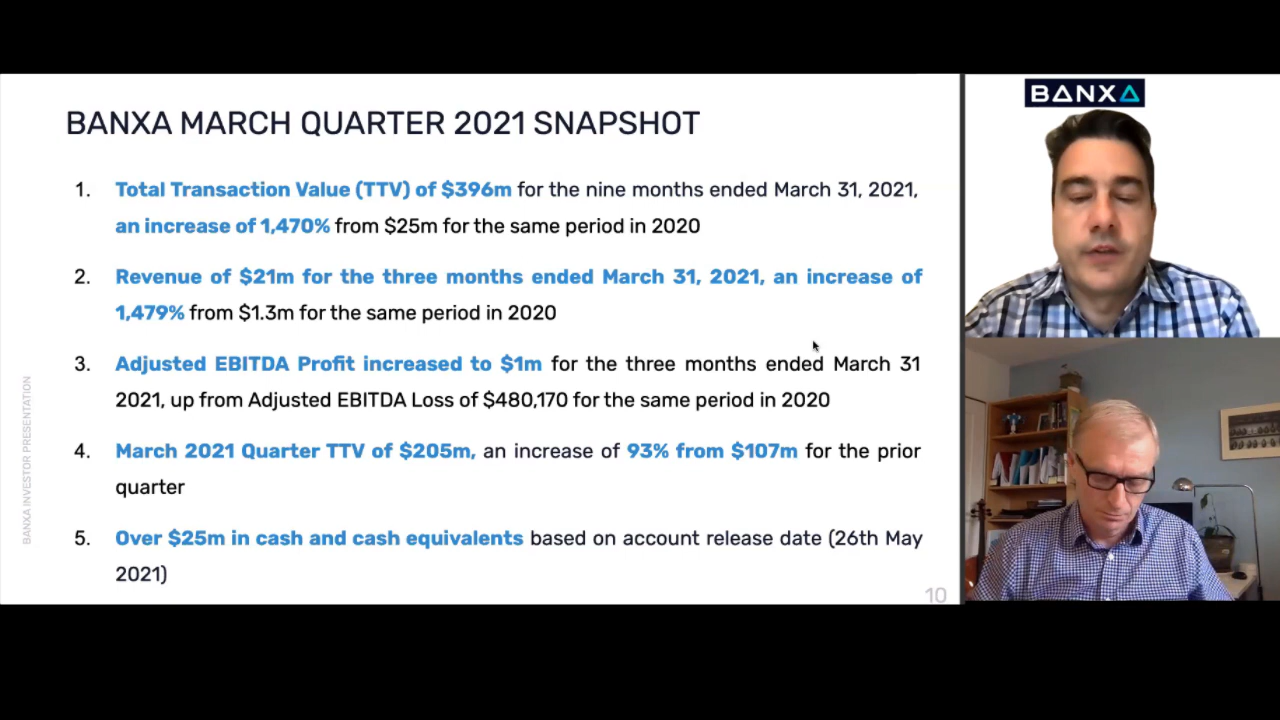 BANXA MARCH QUARTER 2021 SNAPSHOT
1. Total Transaction Value (TTV) of $396m for the nine months ended March 31, 2021,
an increase of 1,470% from $25m for the same period in 2020
2. Revenue of $21m for the three months ended March 31, 2021, an increase of
1,479% from $1.3m for the same period in 2020
3. Adjusted EBITDA Profit increased to $1m for the three months ended March 31
2021, up from Adjusted EBITDA Loss of $480,170 for the same period in 2020
4. March 2021 Quarter TTV of $205m, an increase of 93% from $107m for the prior
quarter
5. Over $25m in cash and cash equivalents based on account release date (26th May
2021)
BANXA INVESTOR PRESENTATION
10
BANXA